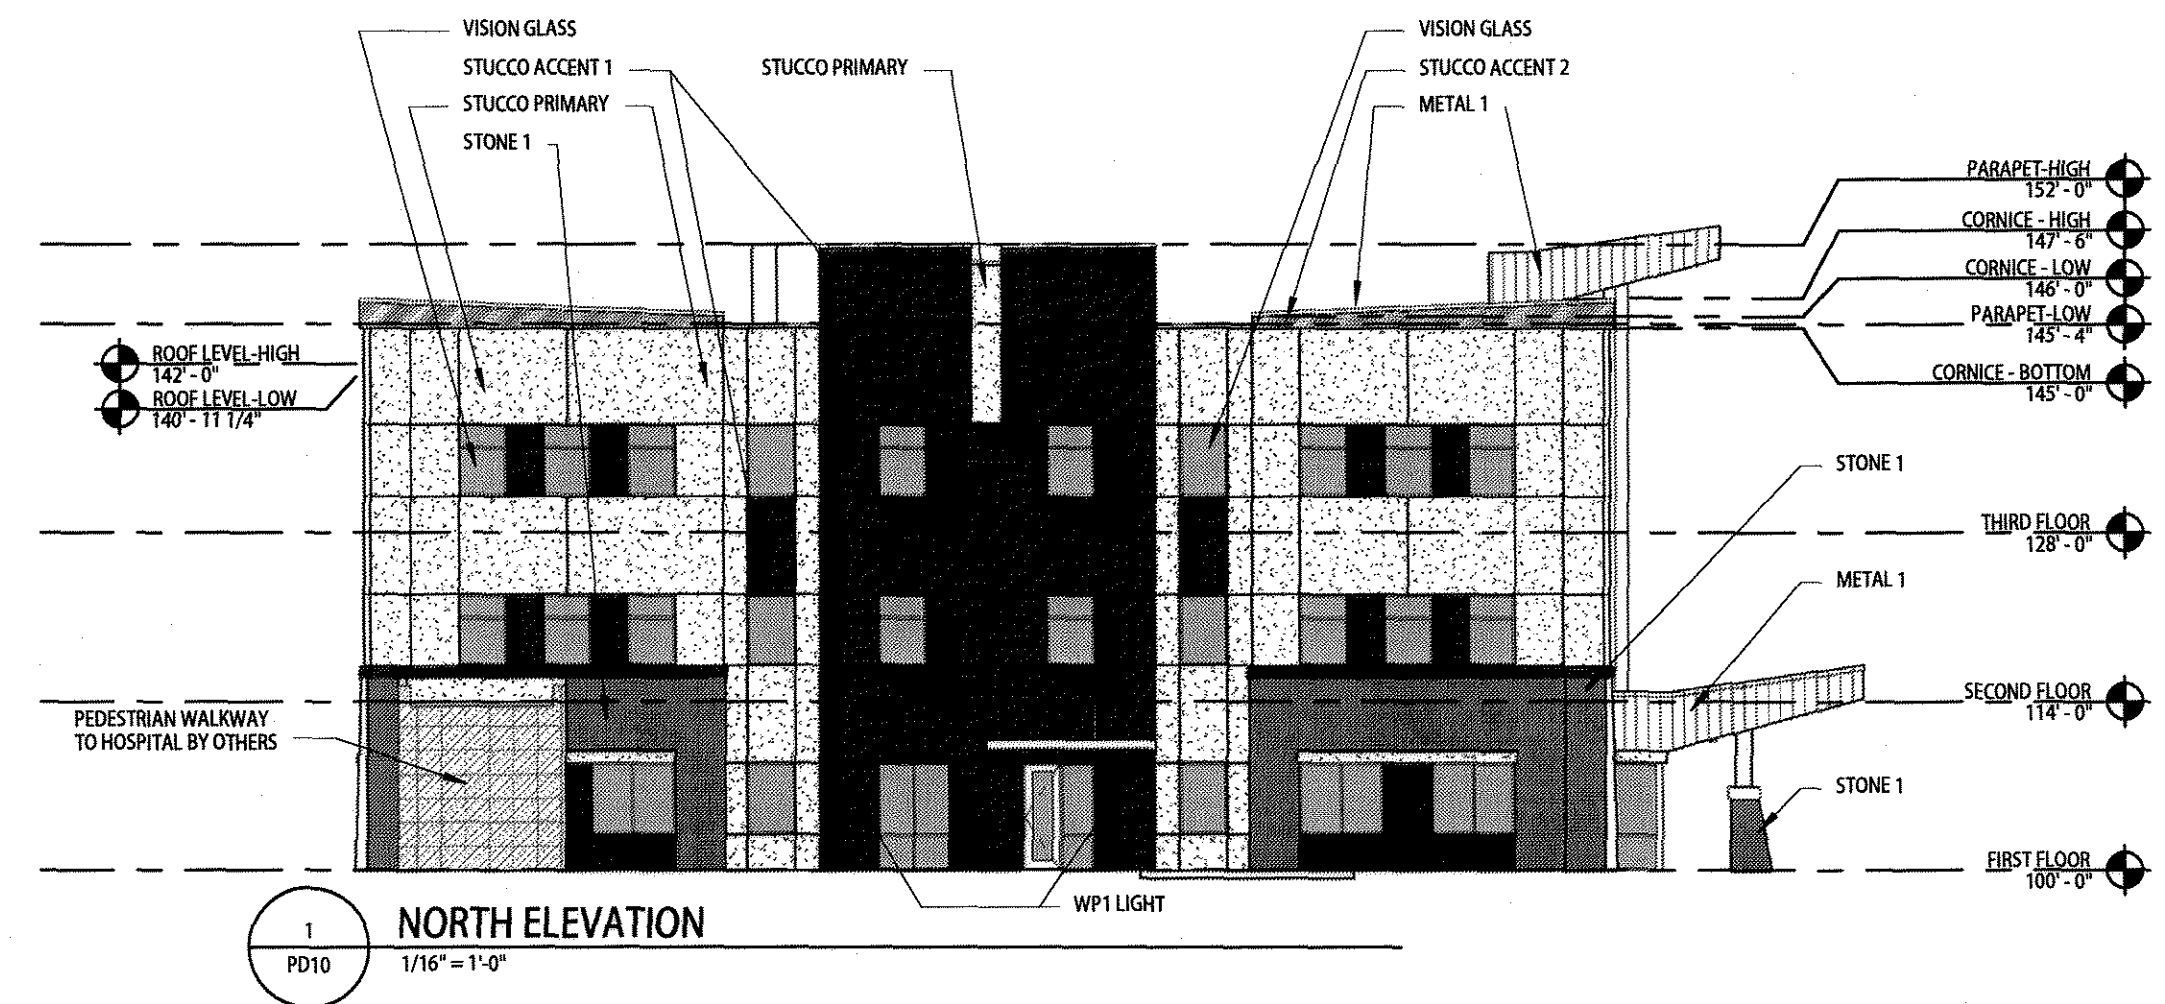 VISION GLASS
STUCCO ACCENT 1
STUCCO PRIMARY
STONE 1
STUCCO PRIMARY
VISION GLASS
STUCCO ACCENT 2
METAL 1
PARAPET-HIGH
152' - 0"
CORNICE - HIGH
147' - 6"
CORNICE - LOW
146' - 0"
PARAPET-LOW
145' - 4"
CORNICE - BOTTOM
145' - 0"
ROOF LEVEL-HIGH
142' - 0"
ROOF LEVEL-LOW
140' - 11 1/4"
STONE 1
THIRD FLOOR
128' - 0"
METAL 1
SECOND FLOOR
114' - 0"
PEDESTRIAN WALKWAY
TO HOSPITAL BY OTHERS
STONE 1
FIRST FLOOR
100' - 0"
WP1 LIGHT
1
PD10
NORTH ELEVATION
1/16" = 1'-0"